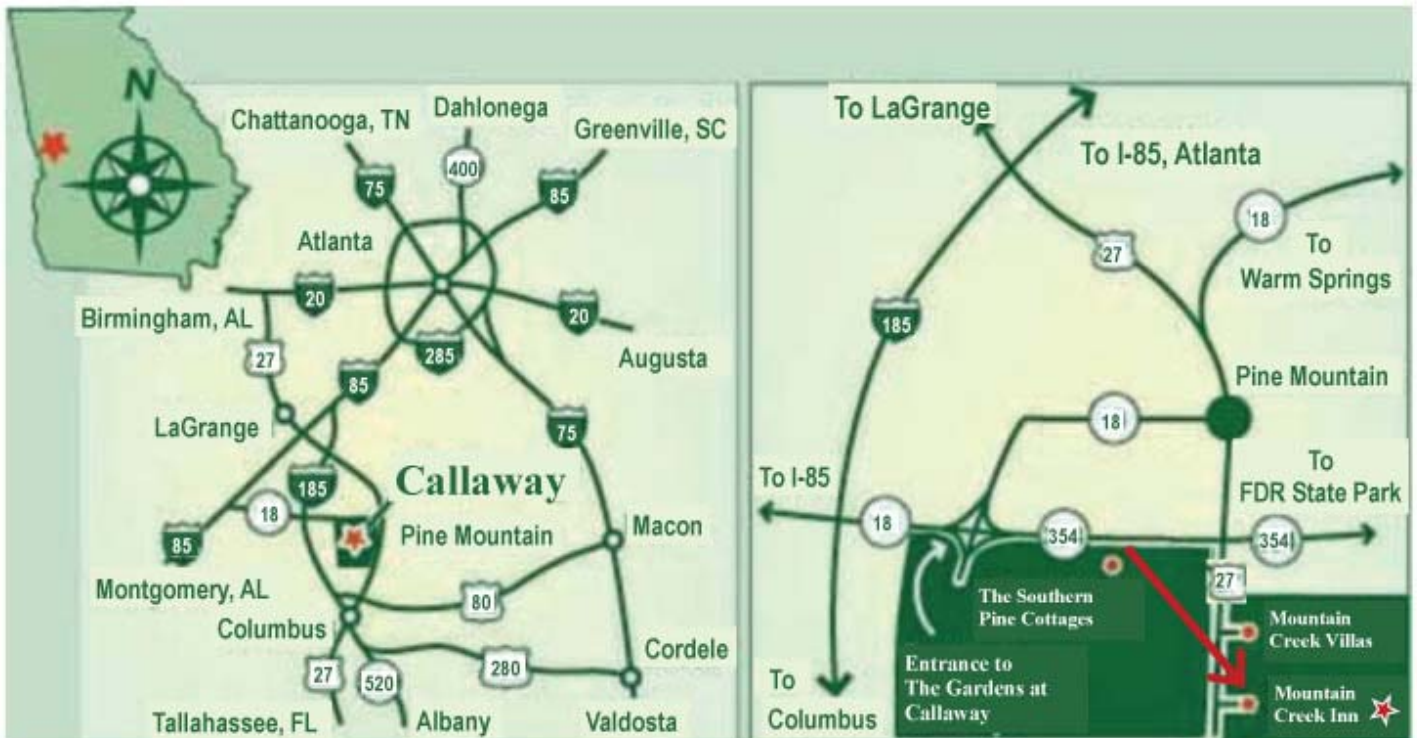 N
Chattanooga, TN
Dahlonega
Greenville, SC
75
400
85
Atlanta
Birmingham, AL
20
20
Augusta
27
285
85
LaGrange
75
185
Callaway
18
Pine Mountain
Macon
85
Montgomery, AL
80
Columbus
Cordele
27
520
280
Tallahassee, FL
Albany
Valdosta
To LaGrange
To I-85, Atlanta
18
27
To
Warm Springs
185
Pine Mountain
18
To I-85
To
FDR State Park
18
354
354
27
The Southern
Pine Cottages
Mountain
Creek Villas
Entrance to
The Gardens at
Callaway
To
Columbus
Mountain
Creek Inn